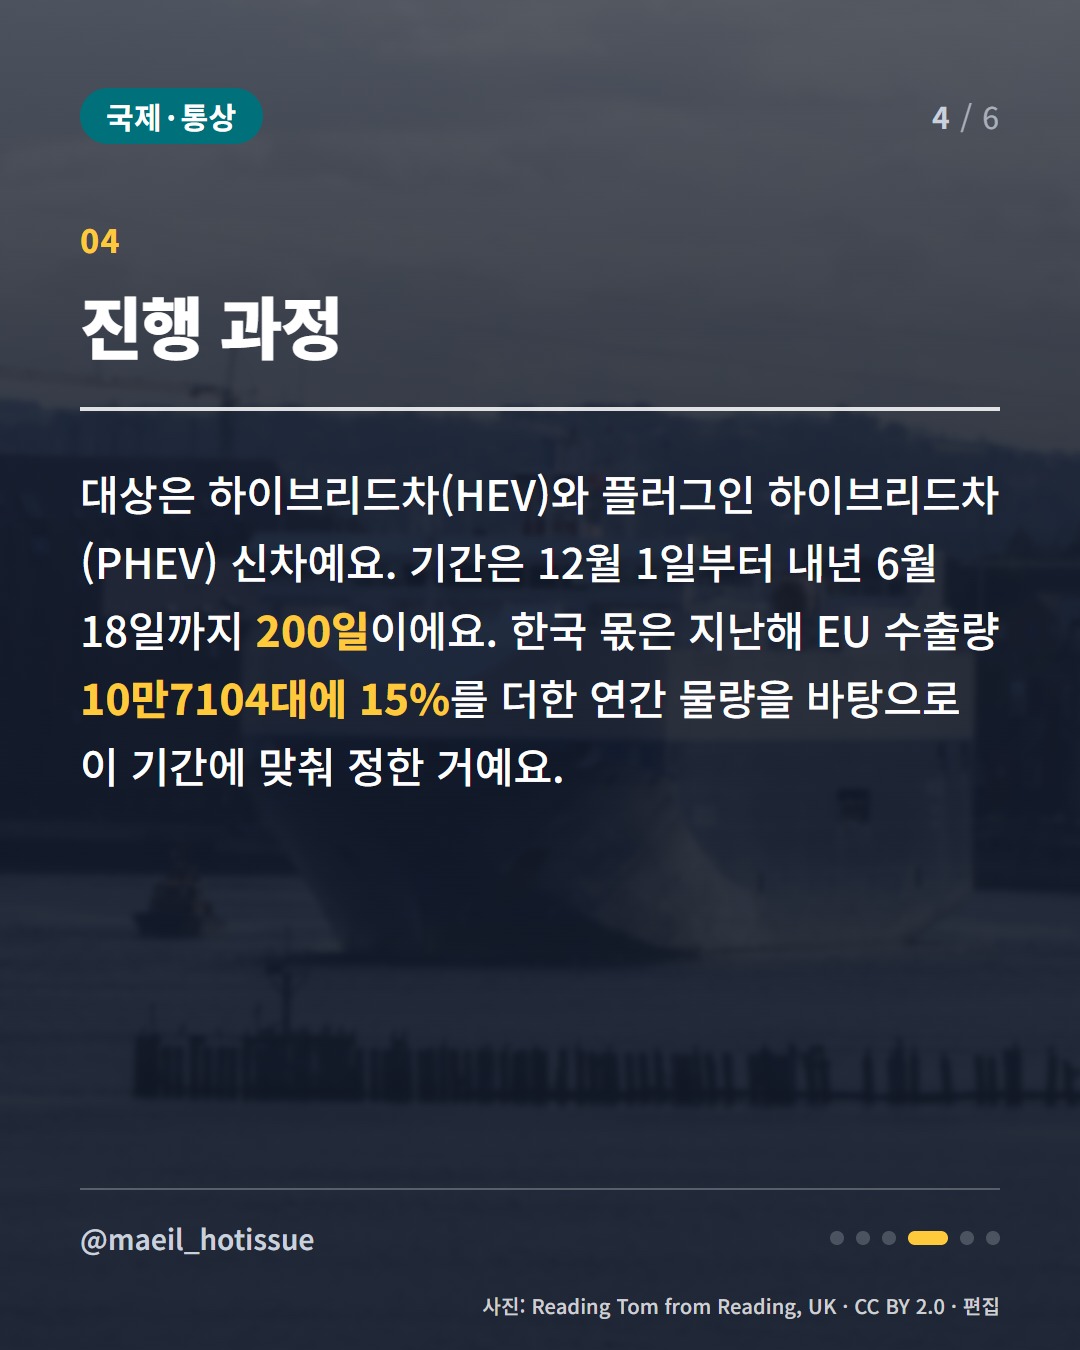 국제·통상
4 / 6
04
진행 과정
대상은 하이브리드차(HEV)와 플러그인 하이브리드차
(PHEV) 신차예요. 기간은 12월 1일부터 내년 6월
18일까지 200일이에요. 한국 몫은 지난해 EU 수출량
10만7104대에 15%를 더한 연간 물량을 바탕으로
이 기간에 맞춰 정한 거예요.
@maeil_hotissue
사진: Reading Tom from Reading, UK · CC BY 2.0 · 편집